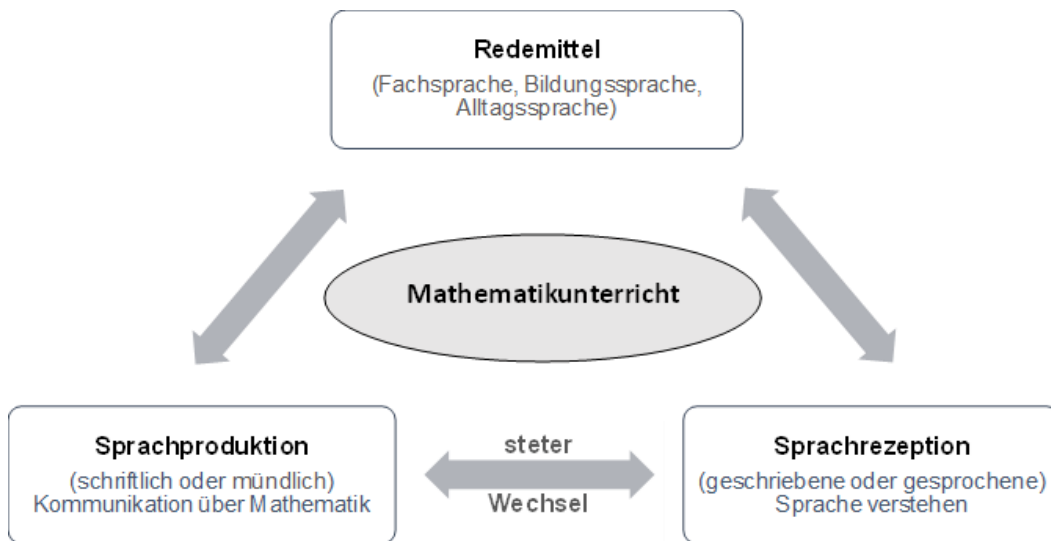 Redemittel
(Fachsprache, Bildungssprache,
Alltagssprache)
Mathematikunterricht
Sprachproduktion
(schriftlich oder mündlich)
Kommunikation über Mathematik
steter
Wechsel
Sprachrezeption
(geschriebene oder gesprochene)
Sprache verstehen